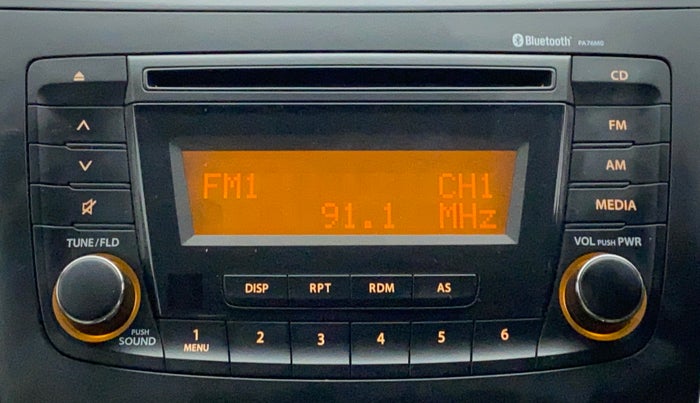 Bluetooth PA76M0
CD
FM
AM
MEDIA
FM1 CH1
91.1 MHz
TUNE/FLD
VOL PUSH PWR
DISP RPT RDM AS
PUSH
SOUND
1 2 3 4 5 6
MENU